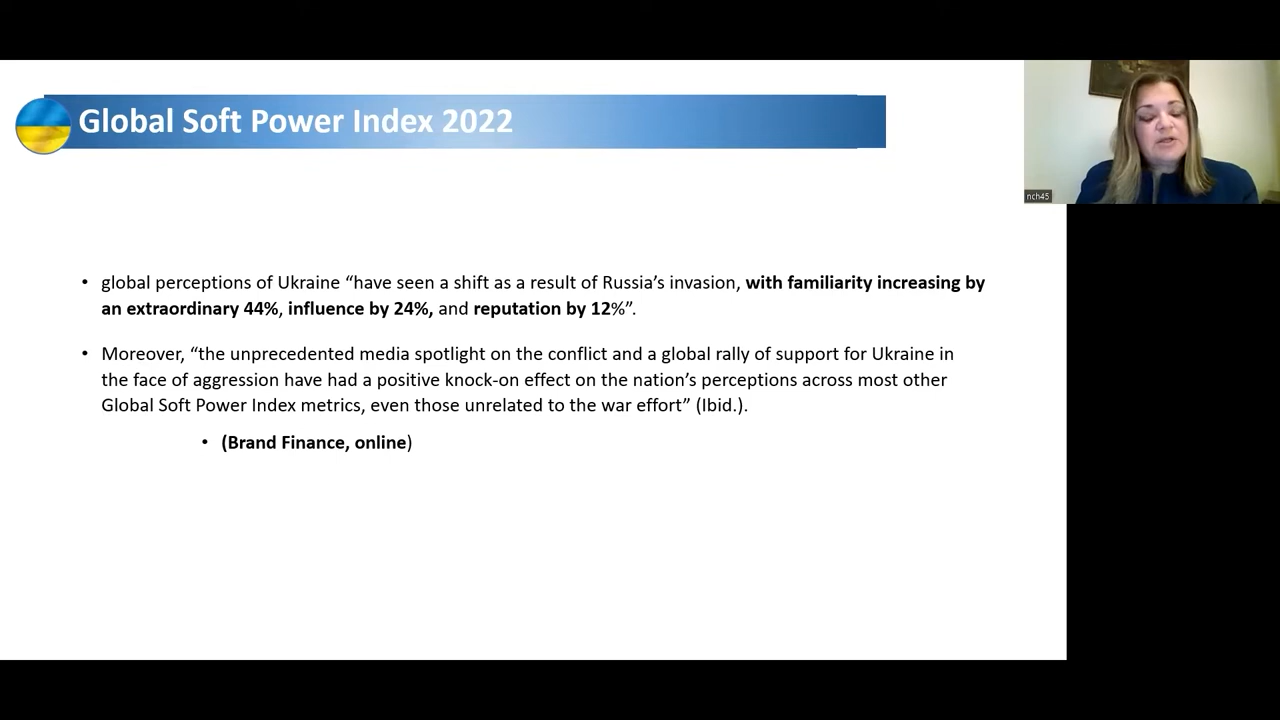 Global Soft Power Index 2022
nch45
• global perceptions of Ukraine “have seen a shift as a result of Russia’s invasion, with familiarity increasing by
an extraordinary 44%, influence by 24%, and reputation by 12%”.
• Moreover, “the unprecedented media spotlight on the conflict and a global rally of support for Ukraine in
the face of aggression have had a positive knock-on effect on the nation’s perceptions across most other
Global Soft Power Index metrics, even those unrelated to the war effort” (Ibid.).
• (Brand Finance, online)